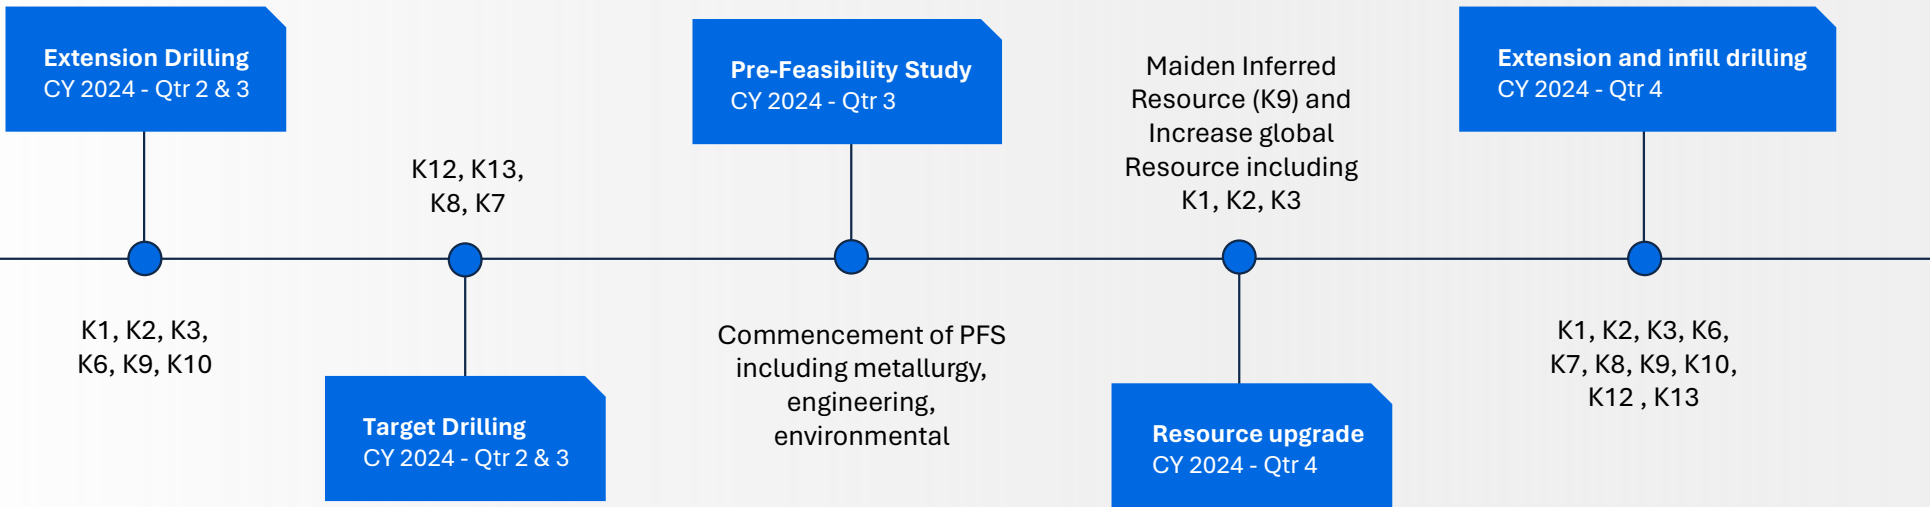 Extension Drilling
CY 2024 - Qtr 2 & 3
K1, K2, K3,
K6, K9, K10
K12, K13,
K8, K7
Target Drilling
CY 2024 - Qtr 2 & 3
Pre-Feasibility Study
CY 2024 - Qtr 3
Commencement of PFS
including metallurgy,
engineering,
environmental
Maiden Inferred
Resource (K9) and
Increase global
Resource including
K1, K2, K3
Resource upgrade
CY 2024 - Qtr 4
Extension and infill drilling
CY 2024 - Qtr 4
K1, K2, K3, K6,
K7, K8, K9, K10,
K12 , K13